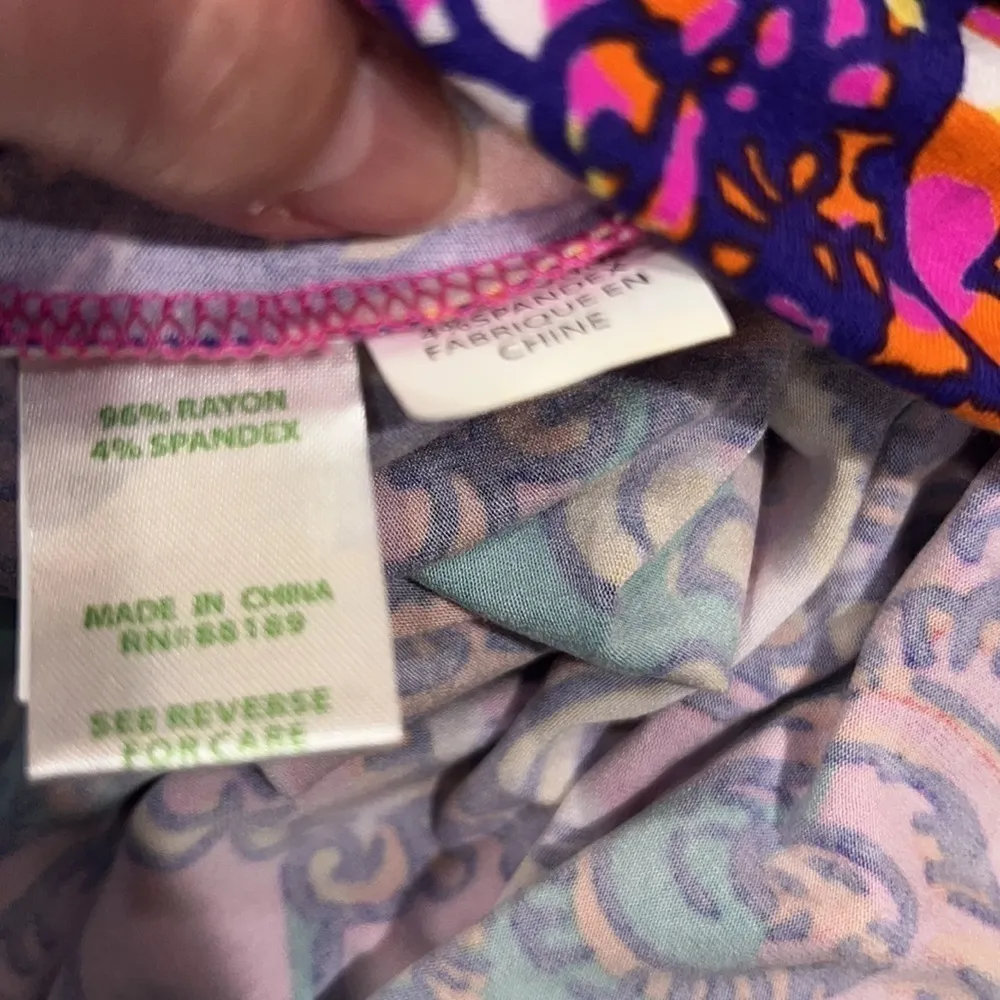 96% RAYON
4% SPANDEX
MADE IN CHINA
RN#88189
SEE REVERSE
FOR CARE
4% SPANDEX
FABRIQUE EN
CHINE